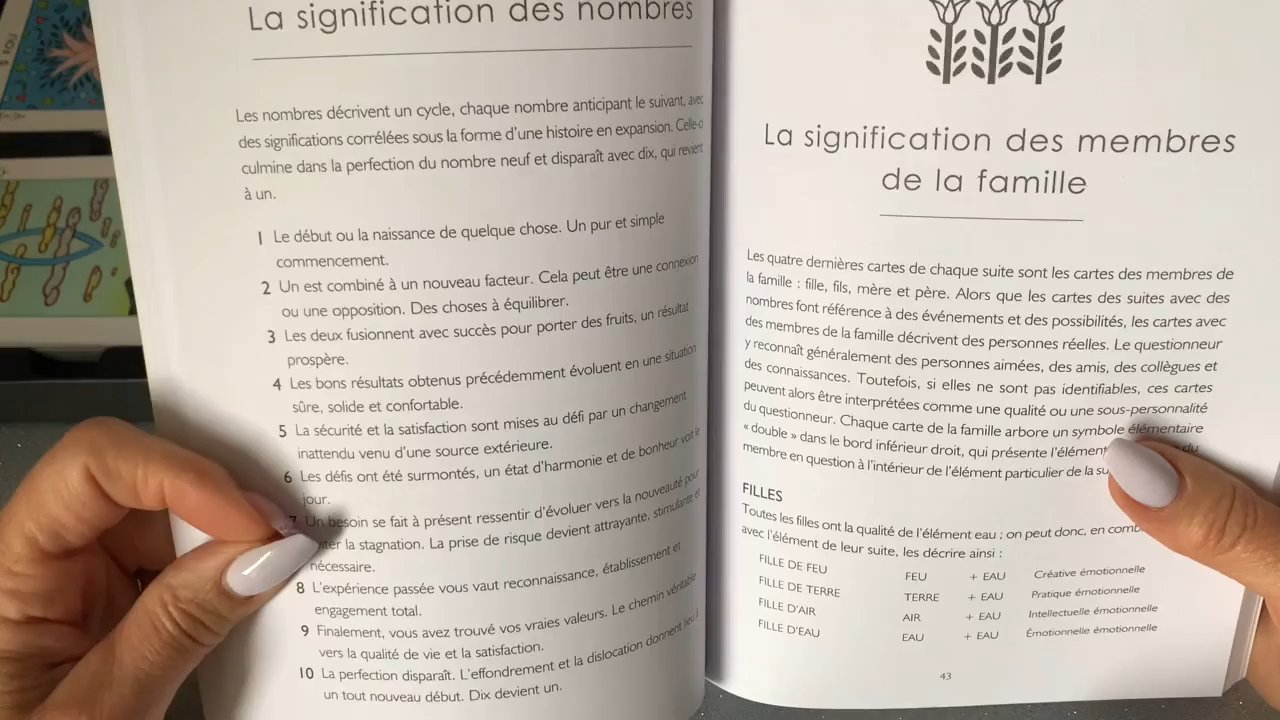 La signification des nombres
Les nombres décrivent un cycle, chaque nombre anticipant le suivant, avec
des significations corrélées sous la forme d'une histoire en expansion. Celle-ci
culmine dans la perfection du nombre neuf et disparaît avec dix, qui revient
à un.
1 Le début ou la naissance de quelque chose. Un pur et simple
commencement.
2 Un est combiné à un nouveau facteur. Cela peut être une connexion
ou une opposition. Des choses à équilibrer.
3 Les deux fusionnent avec succès pour porter des fruits, un résultat
prospère.
4 Les bons résultats obtenus précédemment évoluent en une situation
sûre, solide et confortable.
5 La sécurité et la satisfaction sont mises au défi par un changement
inattendu venu d'une source extérieure.
6 Les défis ont été surmontés, un état d'harmonie et de bonheur voit le
jour.
7 Un besoin se fait à présent ressentir d'évoluer vers la nouveauté pour
la stagnation. La prise de risque devient attrayante, stimulante et
nécessaire.
8 L'expérience passée vous vaut reconnaissance, établissement et
engagement total.
9 Finalement, vous avez trouvé vos vraies valeurs. Le chemin véritable
vers la qualité de vie et la satisfaction.
10 La perfection disparaît. L'effondrement et la dislocation donnent lieu à
un tout nouveau début. Dix devient un.
La signification des membres
de la famille
Les quatre dernières cartes de chaque suite sont les cartes des membres de
la famille : fille, fils, mère et père. Alors que les cartes des suites avec des
nombres font référence à des événements et des possibilités, les cartes avec
des membres de la famille décrivent des personnes réelles. Le questionneur
y reconnaît généralement des personnes aimées, des amis, des collègues et
des connaissances. Toutefois, si elles ne sont pas identifiables, ces cartes
peuvent alors être interprétées comme une qualité ou une sous-personnalité
du questionneur. Chaque carte de la famille arbore un symbole élémentaire
« double » dans le bord inférieur droit, qui présente l'élément du
membre en question à l'intérieur de l'élément particulier de la
FILLES
Toutes les filles ont la qualité de l'élément eau ; on peut donc, en
avec l'élément de leur suite, les décrire ainsi :
FILLE DE FEU FEU + EAU Créative émotionnelle
FILLE DE TERRE TERRE + EAU Pratique émotionnelle
FILLE D'AIR AIR + EAU Intellectuelle émotionnelle
FILLE D'EAU EAU + EAU Émotionnelle émotionnelle
43